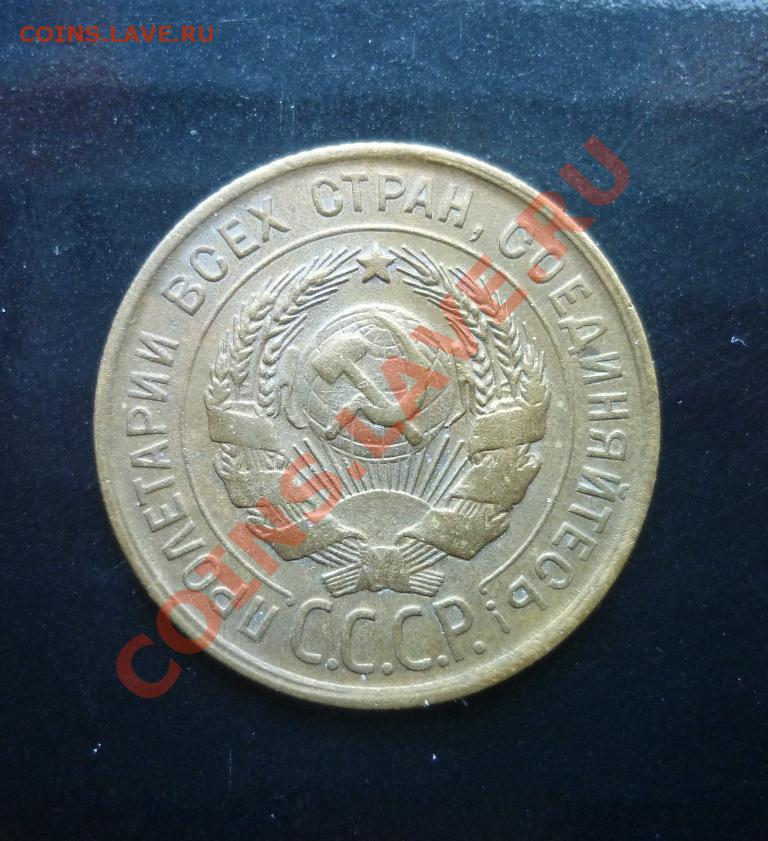 COINS.LAVE.RU
ПРОЛЕТАРИИ ВСЕХ СТРАН, СОЕДИНЯЙТЕСЬ!
С.С.С.Р.
COINS.LAVE.RU